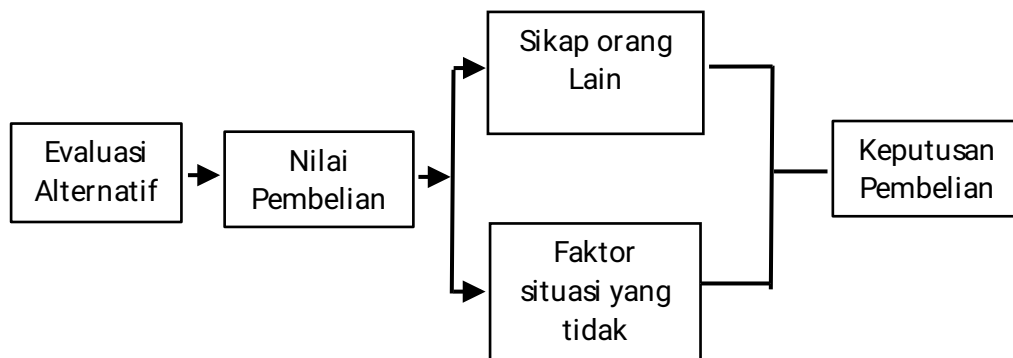 Evaluasi
Alternatif
Nilai
Pembelian
Sikap orang
Lain
Faktor
situasi yang
tidak
Keputusan
Pembelian